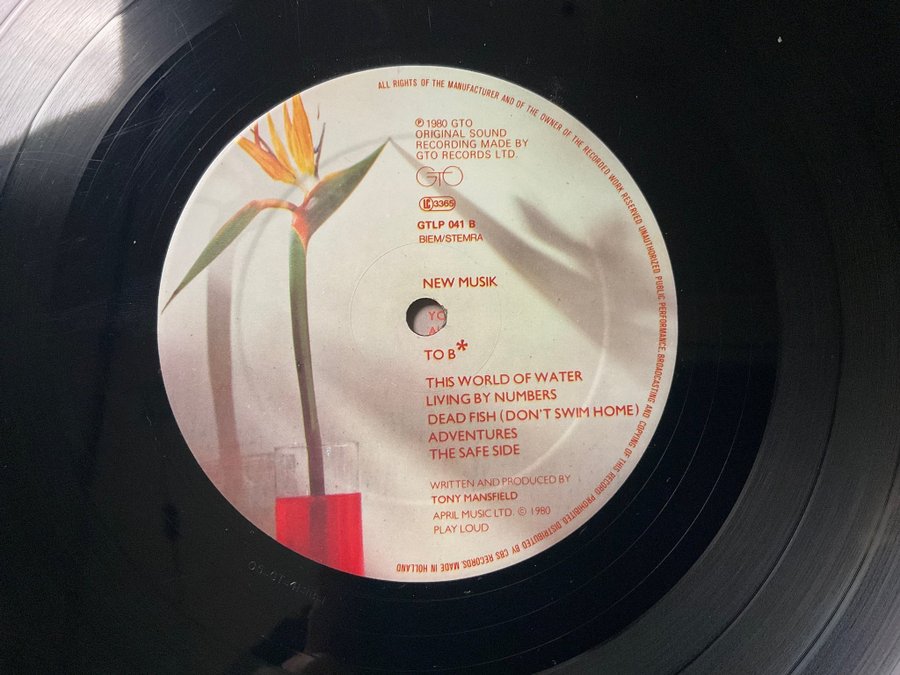 ALL RIGHTS OF THE MANUFACTURER AND OF THE OWNER OF THE RECORDED WORK RESERVED UNAUTHORIZED PUBLIC PERFORMANCE, BROADCASTING AND COPYING OF THIS RECORD PROHIBITED. DISTRIBUTED BY CBS RECORDS. MADE IN HOLLAND
℗ 1980 GTO
ORIGINAL SOUND
RECORDING MADE BY
GTO RECORDS LTD.
GTO
LC 3365
GTLP 041 B
BIEM/STEMRA
NEW MUSIK
TO B*
THIS WORLD OF WATER
LIVING BY NUMBERS
DEAD FISH (DON'T SWIM HOME)
ADVENTURES
THE SAFE SIDE
WRITTEN AND PRODUCED BY
TONY MANSFIELD
APRIL MUSIC LTD. © 1980
PLAY LOUD